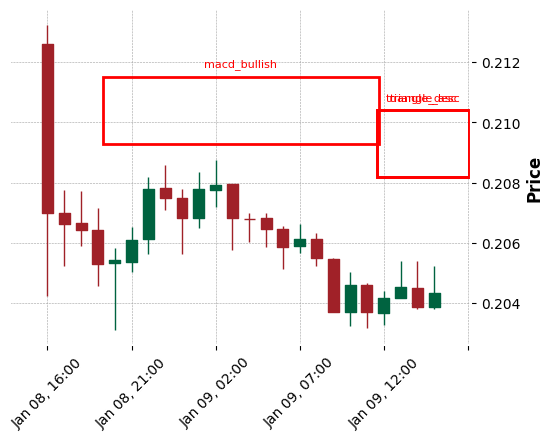 macd_bullish
0.212
0.210
0.208
0.206
0.204
Price
Jan 08, 16:00
Jan 08, 21:00
Jan 09, 02:00
Jan 09, 07:00
Jan 09, 12:00